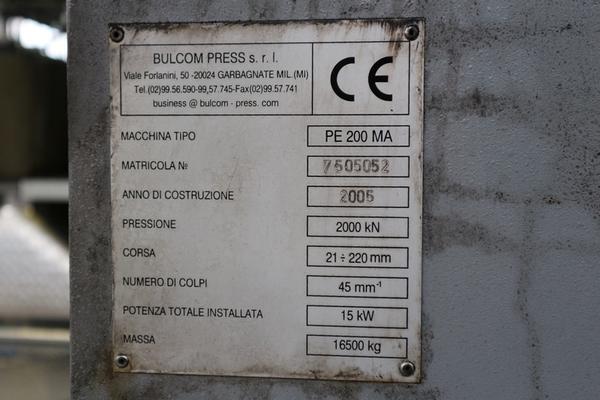 BULCOM PRESS s. r. l.
Viale Forlanini, 50 -20024 GARBAGNATE MIL.(MI)
Tel.(02)99.56.590-99,57.745-Fax(02)99.57.741
business @ bulcom - press. com
CE
MACCHINA TIPO PE 200 MA
MATRICOLA № 7505052
ANNO DI COSTRUZIONE 2005
PRESSIONE 2000 kN
CORSA 21 ÷ 220 mm
NUMERO DI COLPI 45 mm⁻¹
POTENZA TOTALE INSTALLATA 15 kW
MASSA 16500 kg